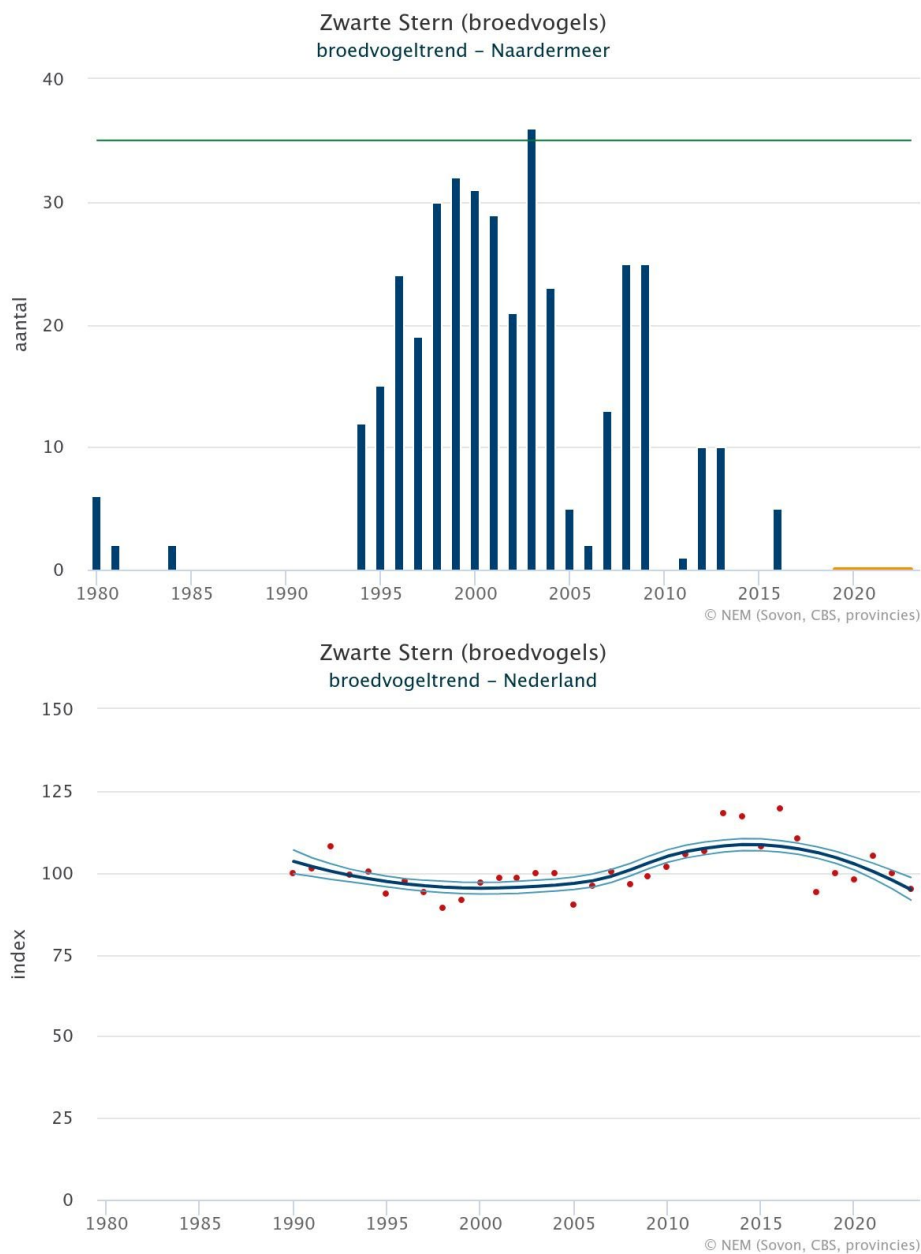 Zwarte Stern (broedvogels)
broedvogeltrend – Naardermeer
40
30
20
10
0
aantal
1980 1985 1990 1995 2000 2005 2010 2015 2020
© NEM (Sovon, CBS, provincies)
Zwarte Stern (broedvogels)
broedvogeltrend – Nederland
150
125
100
75
50
25
0
index
1980 1985 1990 1995 2000 2005 2010 2015 2020
© NEM (Sovon, CBS, provincies)